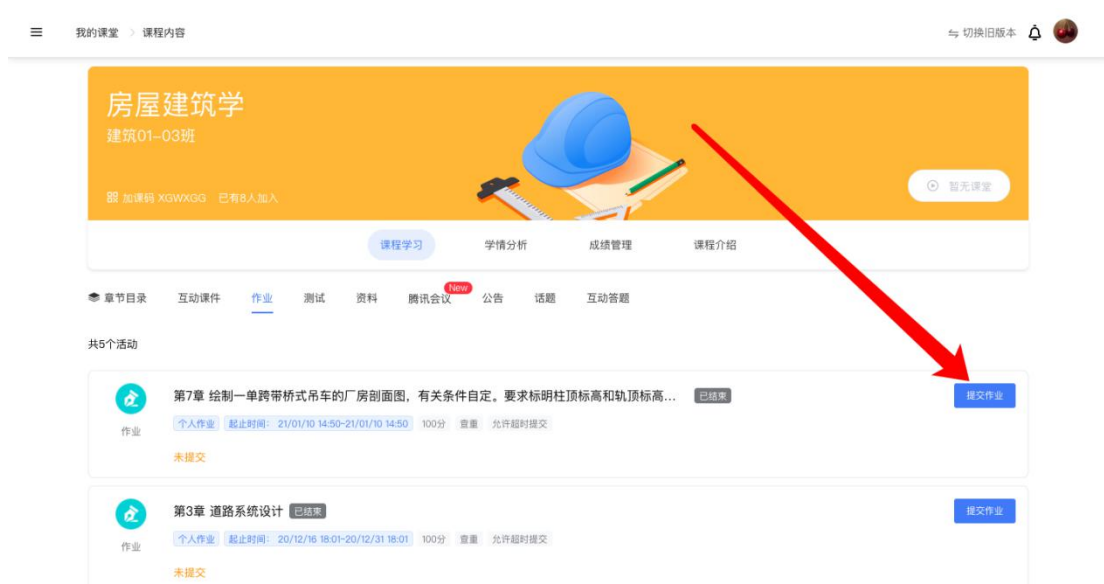 我的课堂 > 课程内容
切换旧版本
房屋建筑学
建筑01-03班
加课码 XGWXGG 已有8人加入
暂无课堂
课程学习 学情分析 成绩管理 课程介绍
章节目录 互动课件 作业 测试 资料 腾讯会议 New 公告 话题 互动答题
共5个活动
第7章 绘制一单跨带桥式吊车的厂房剖面图，有关条件自定。要求标明柱顶标高和轨顶标高... 已结束
提交作业
作业
个人作业 起止时间: 21/01/10 14:50~21/01/10 14:50 100分 查重 允许超时提交
未提交
第3章 道路系统设计 已结束
提交作业
作业
个人作业 起止时间: 20/12/16 18:01~20/12/31 18:01 100分 查重 允许超时提交
未提交